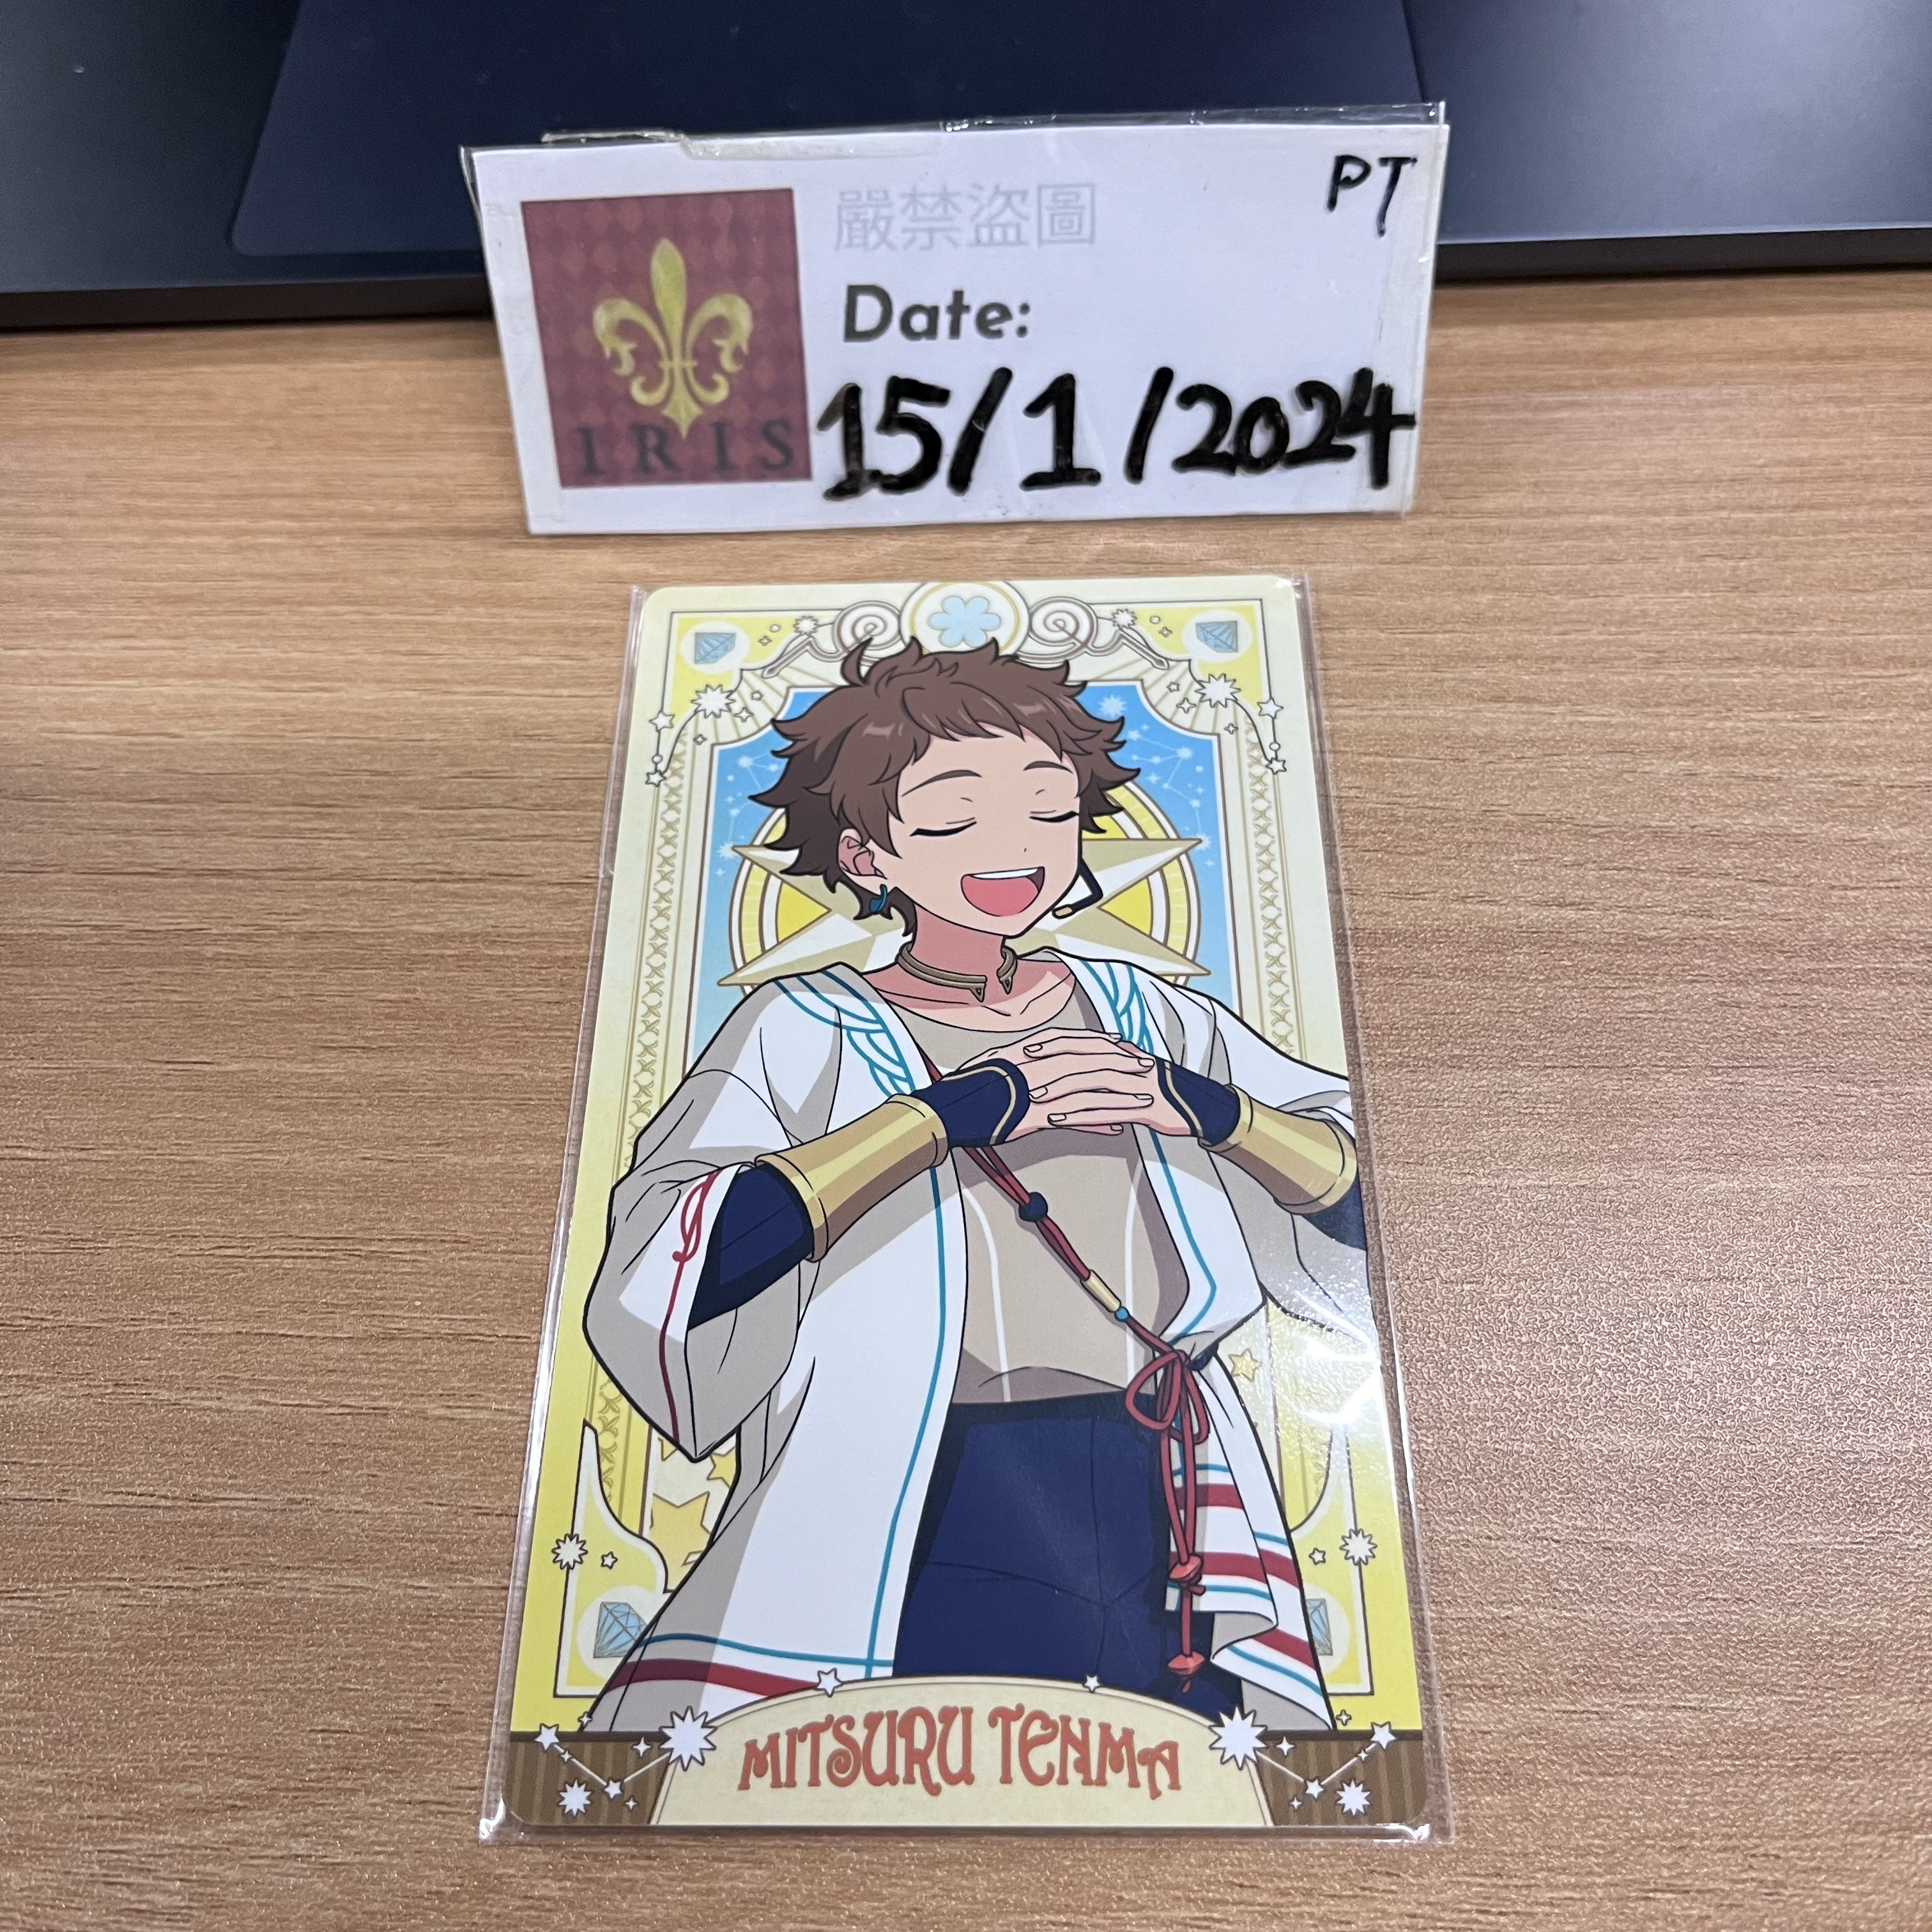 PT
嚴禁盜圖
Date:
15/1/2024
IRIS
MITSURU TENMA